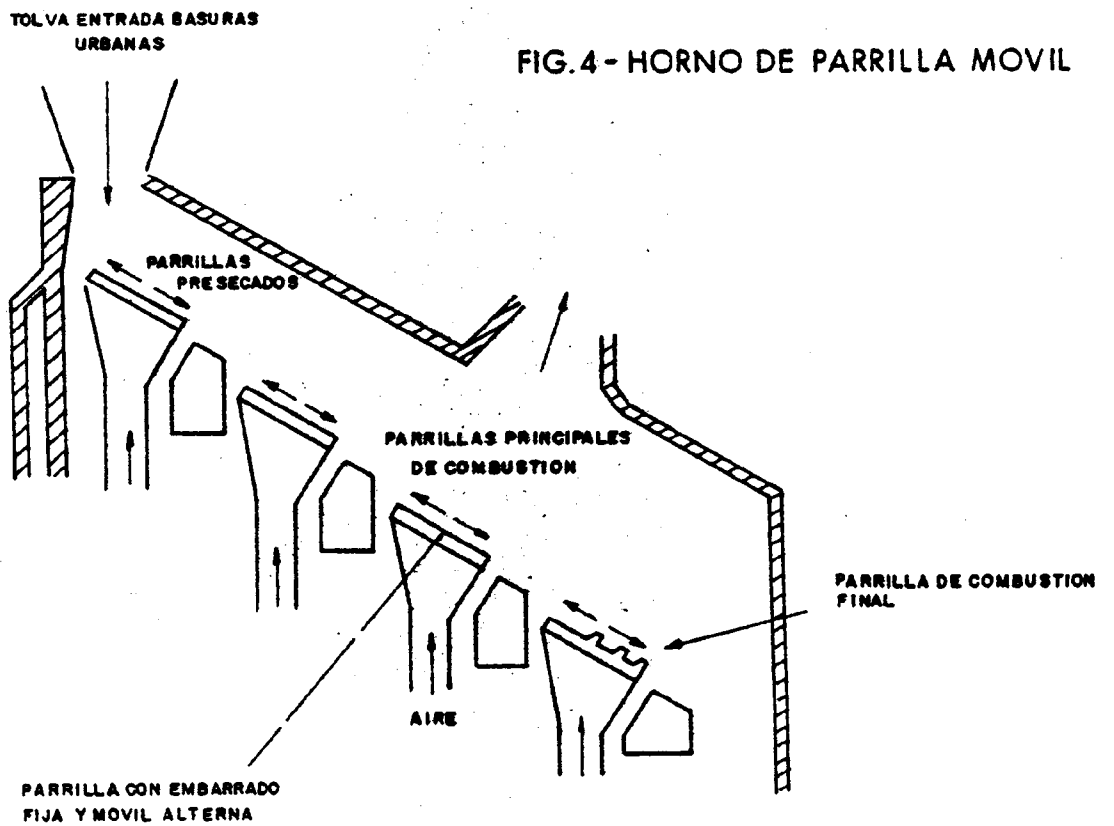 TOLVA ENTRADA BASURAS
URBANAS
FIG.4 - HORNO DE PARRILLA MOVIL
PARRILLAS
PRESECADOS
PARRILLAS PRINCIPALES
DE COMBUSTION
PARRILLA DE COMBUSTION
FINAL
AIRE
PARRILLA CON EMBARRADO
FIJA Y MOVIL ALTERNA